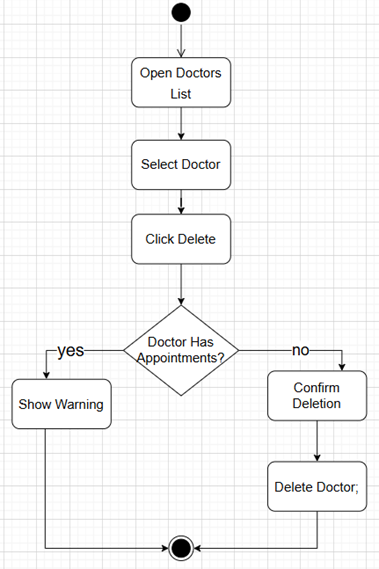 Open Doctors
List
Select Doctor
Click Delete
Doctor Has
Appointments?
yes
no
Show Warning
Confirm
Deletion
Delete Doctor;